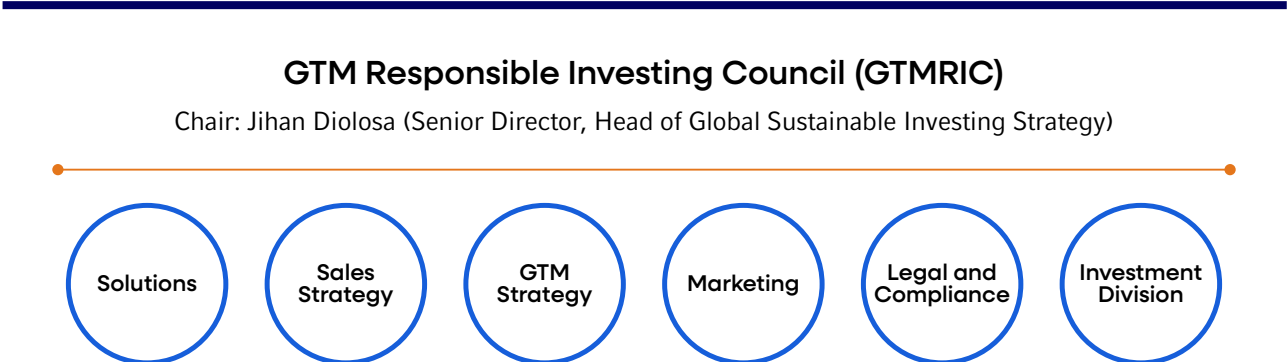 GTM Responsible Investing Council (GTMRIC)
Chair: Jihan Diolosa (Senior Director, Head of Global Sustainable Investing Strategy)
Solutions
Sales
Strategy
GTM
Strategy
Marketing
Legal and
Compliance
Investment
Division